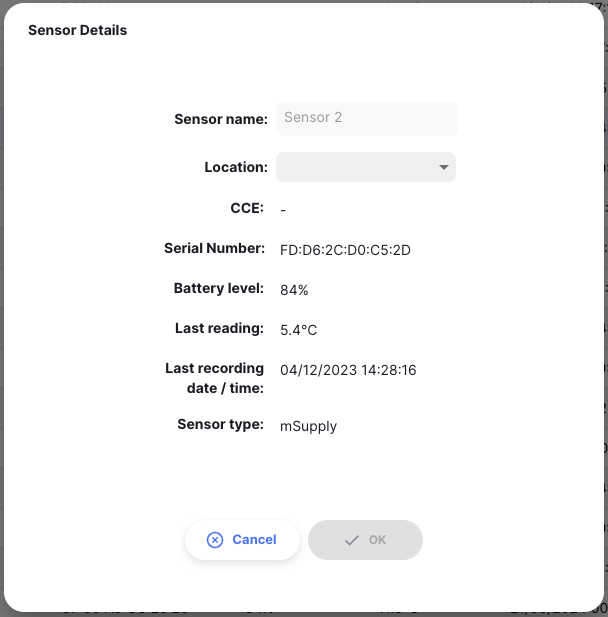 Sensor Details
Sensor name: Sensor 2
Location:
CCE: -
Serial Number: FD:D6:2C:D0:C5:2D
Battery level: 84%
Last reading: 5.4°C
Last recording 04/12/2023 14:28:16
date / time:
Sensor type: mSupply
Cancel OK